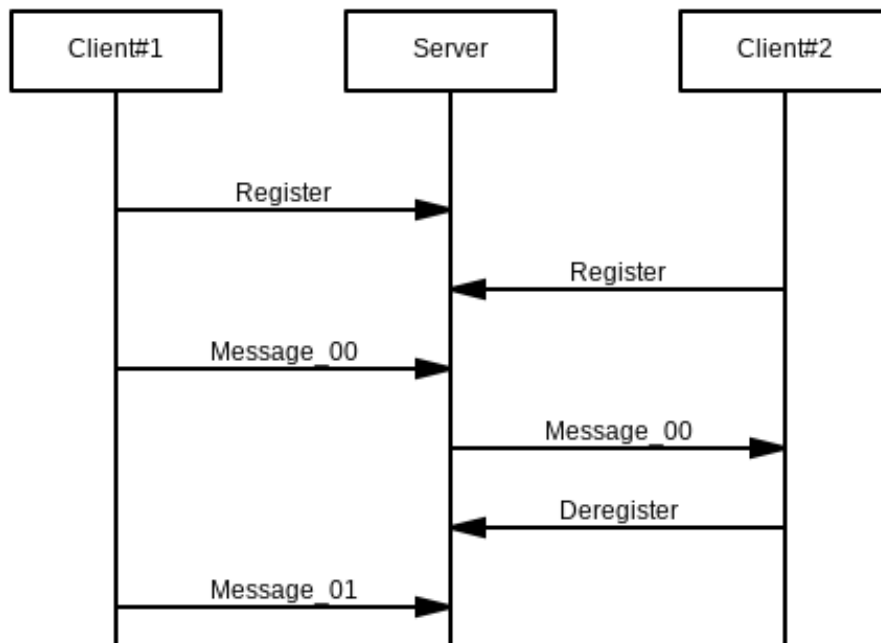 Client#1
Server
Client#2
Register
Register
Message_00
Message_00
Deregister
Message_01